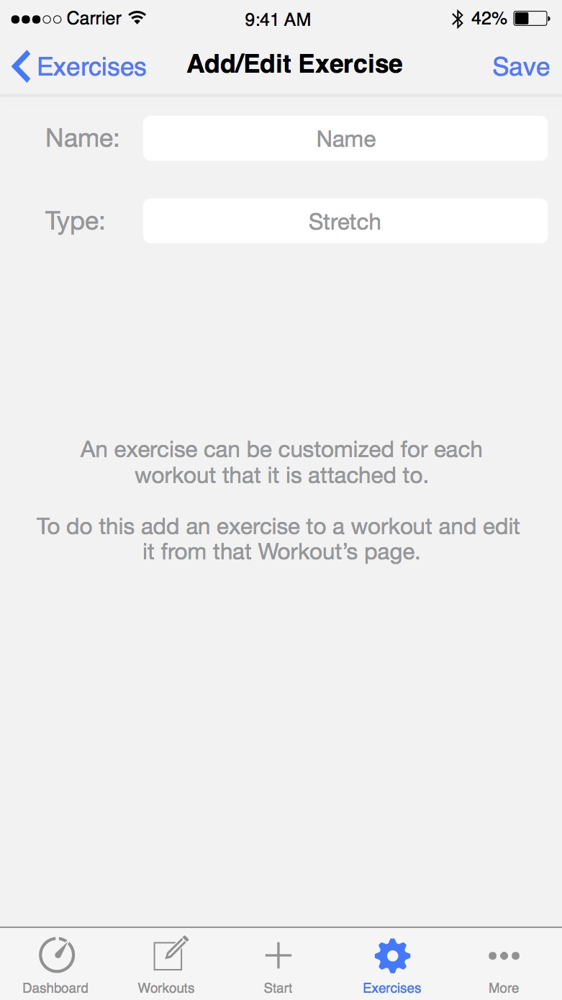 Carrier 9:41 AM 42%
Exercises Add/Edit Exercise Save
Name: Name
Type: Stretch
An exercise can be customized for each
workout that it is attached to.
To do this add an exercise to a workout and edit
it from that Workout’s page.
Dashboard Workouts Start Exercises More